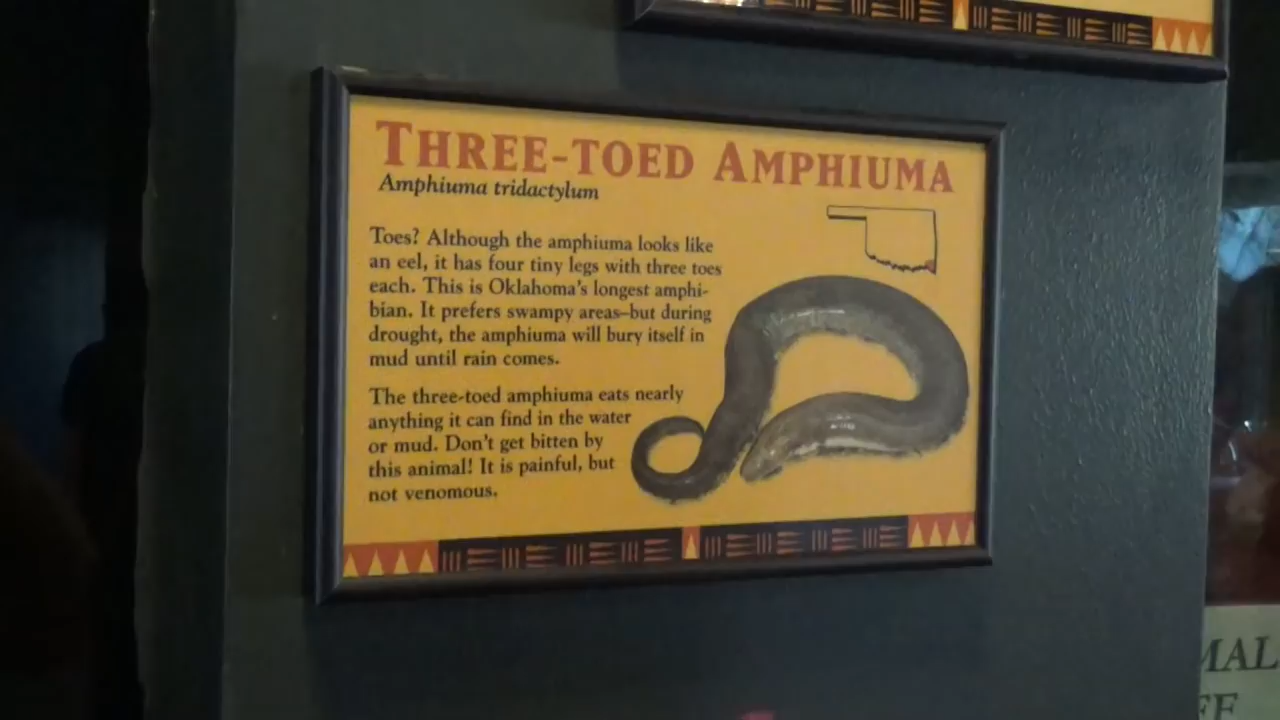 THREE-TOED AMPHIUMA
Amphiuma tridactylum
Toes? Although the amphiuma looks like
an eel, it has four tiny legs with three toes
each. This is Oklahoma's longest amphi-
bian. It prefers swampy areas–but during
drought, the amphiuma will bury itself in
mud until rain comes.
The three-toed amphiuma eats nearly
anything it can find in the water
or mud. Don't get bitten by
this animal! It is painful, but
not venomous.